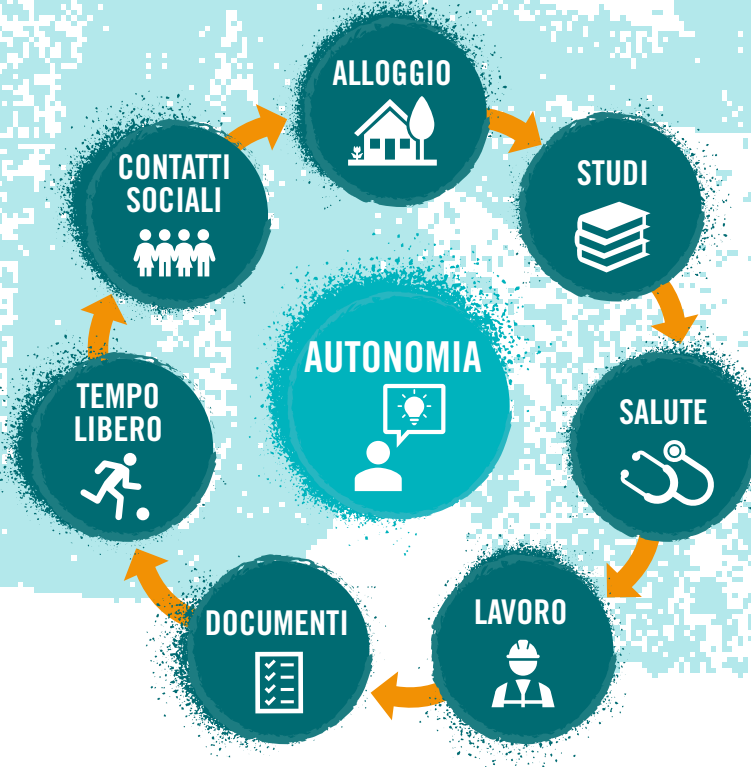 ALLOGGIO
STUDI
SALUTE
LAVORO
DOCUMENTI
TEMPO
LIBERO
CONTATTI
SOCIALI
AUTONOMIA